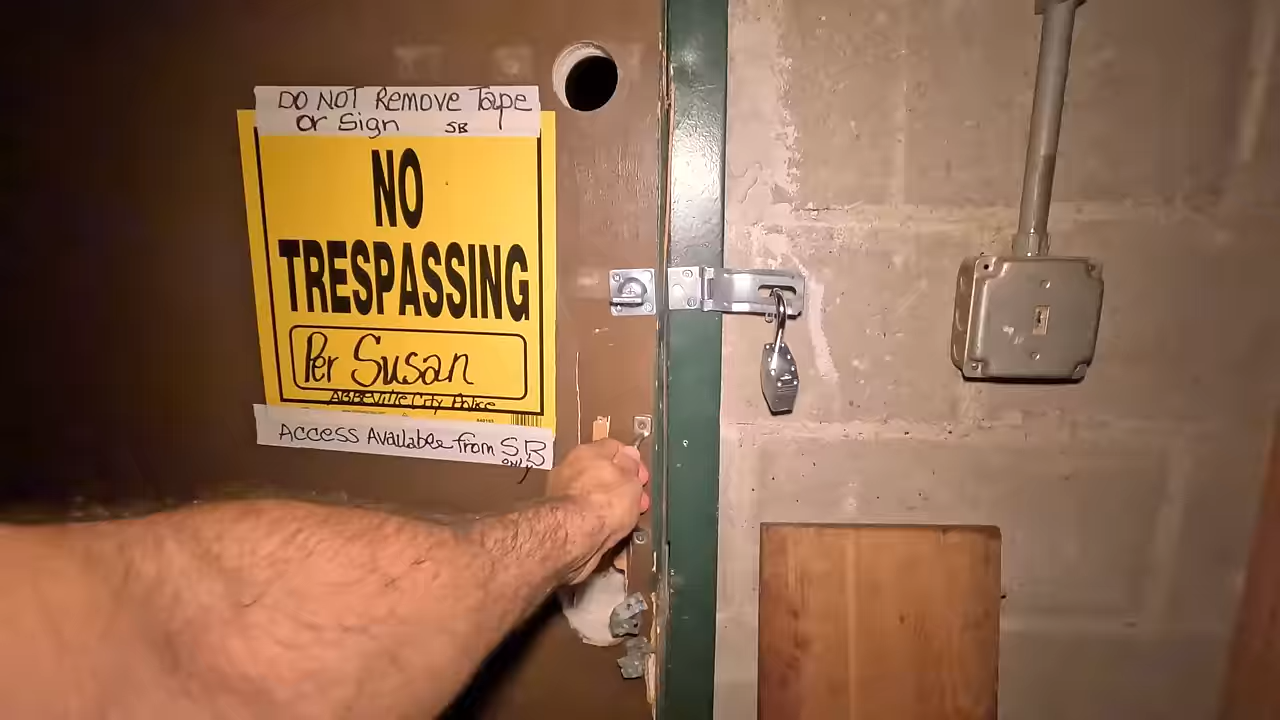 DO NOT Remove Tape
or Sign SB
NO
TRESPASSING
Per Susan
Abbeville City Police
Access Available from SB
only